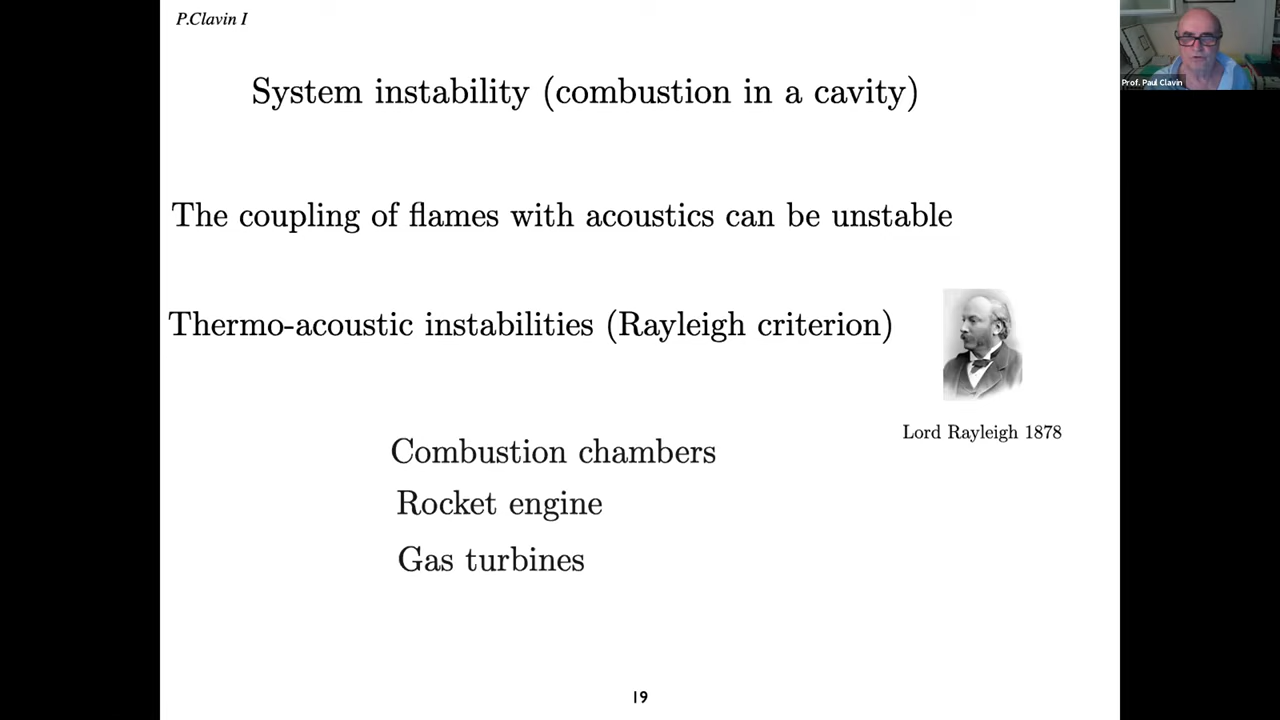 P.Clavin I
Prof. Paul Clavin
System instability (combustion in a cavity)
The coupling of flames with acoustics can be unstable
Thermo-acoustic instabilities (Rayleigh criterion)
Lord Rayleigh 1878
Combustion chambers
Rocket engine
Gas turbines
19